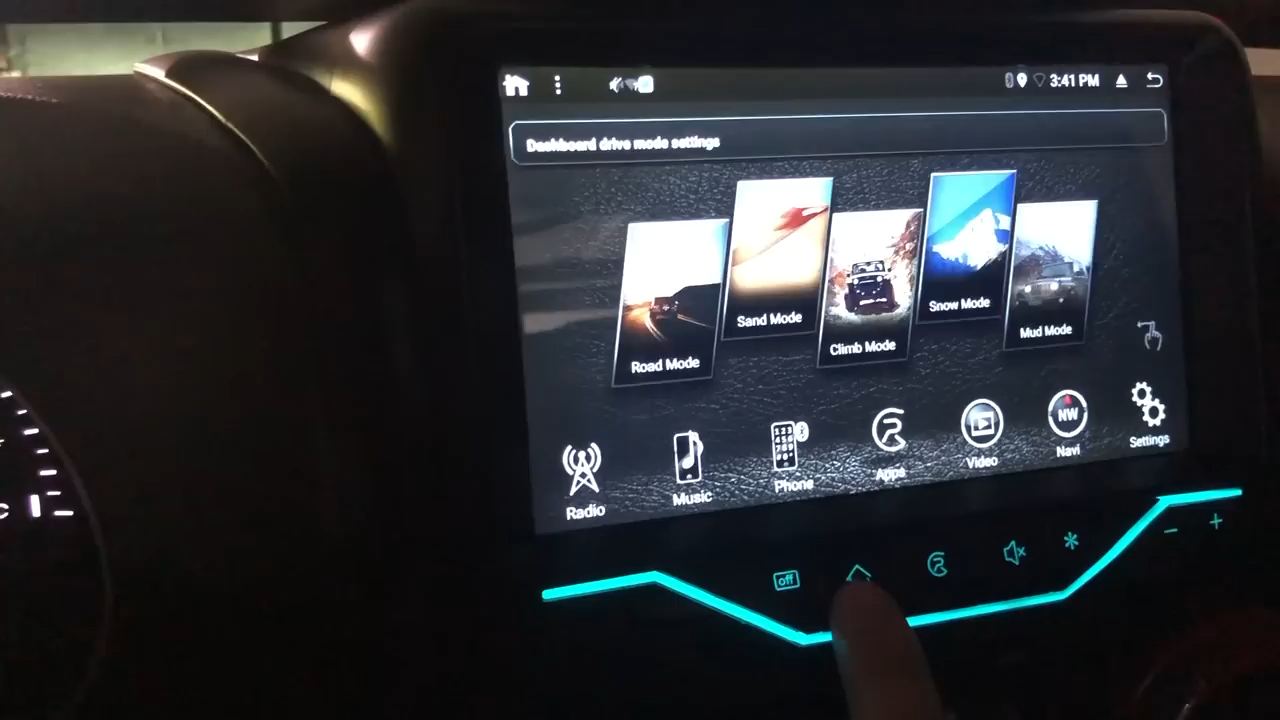 3:41 PM
Dashboard drive mode settings
Road Mode
Sand Mode
Climb Mode
Snow Mode
Mud Mode
Radio
Music
Phone
Apps
Video
NW
Navi
Settings
off
- +
C